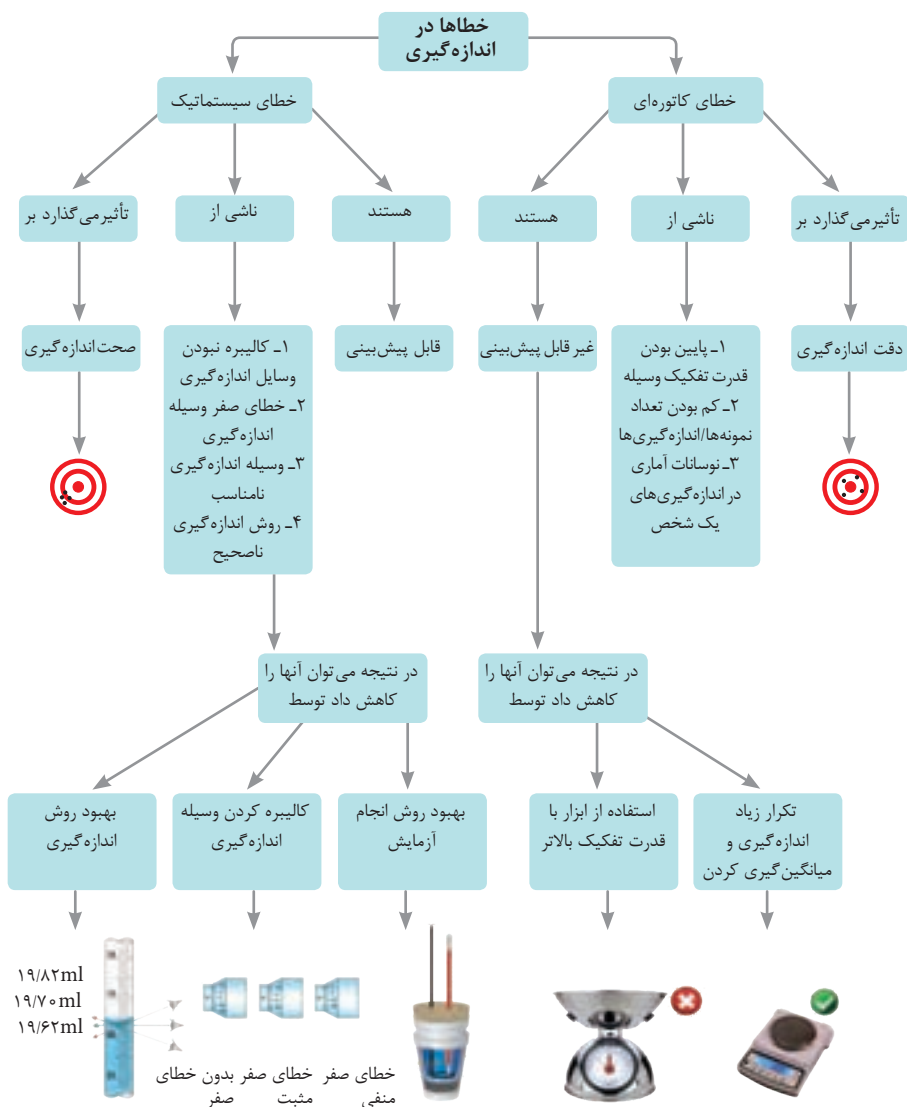 خطاها در
اندازه‌گیری
خطای کاتوره‌ای
خطای سیستماتیک
تأثیرمی‌گذارد بر
ناشی از
هستند
هستند
ناشی از
تأثیرمی‌گذارد بر
دقت اندازه‌گیری
۱ـ پایین بودن
قدرت تفکیک وسیله
۲ـ کم بودن تعداد
نمونه‌ها/اندازه‌گیری‌ها
۳ـ نوسانات آماری
در اندازه‌گیری‌های
یک شخص
غیر قابل پیش‌بینی
قابل پیش‌بینی
۱ـ کالیبره نبودن
وسایل اندازه‌گیری
۲ـ خطای صفر وسیله
اندازه‌گیری
۳ـ وسیله اندازه‌گیری
نامناسب
۴ـ روش اندازه‌گیری
ناصحیح
صحت‌اندازه‌گیری
در نتیجه می‌توان آنها را
کاهش داد توسط
در نتیجه می‌توان آنها را
کاهش داد توسط
تکرار زیاد
اندازه‌گیری و
میانگین‌گیری کردن
استفاده از ابزار با
قدرت تفکیک بالاتر
بهبود روش انجام
آزمایش
کالیبره کردن وسیله
اندازه‌گیری
بهبود روش
اندازه‌گیری
خطای صفر
منفی
خطای صفر
مثبت
بدون خطای
صفر
۱۹/۸۲ml
۱۹/۷۰ml
۱۹/۶۲ml